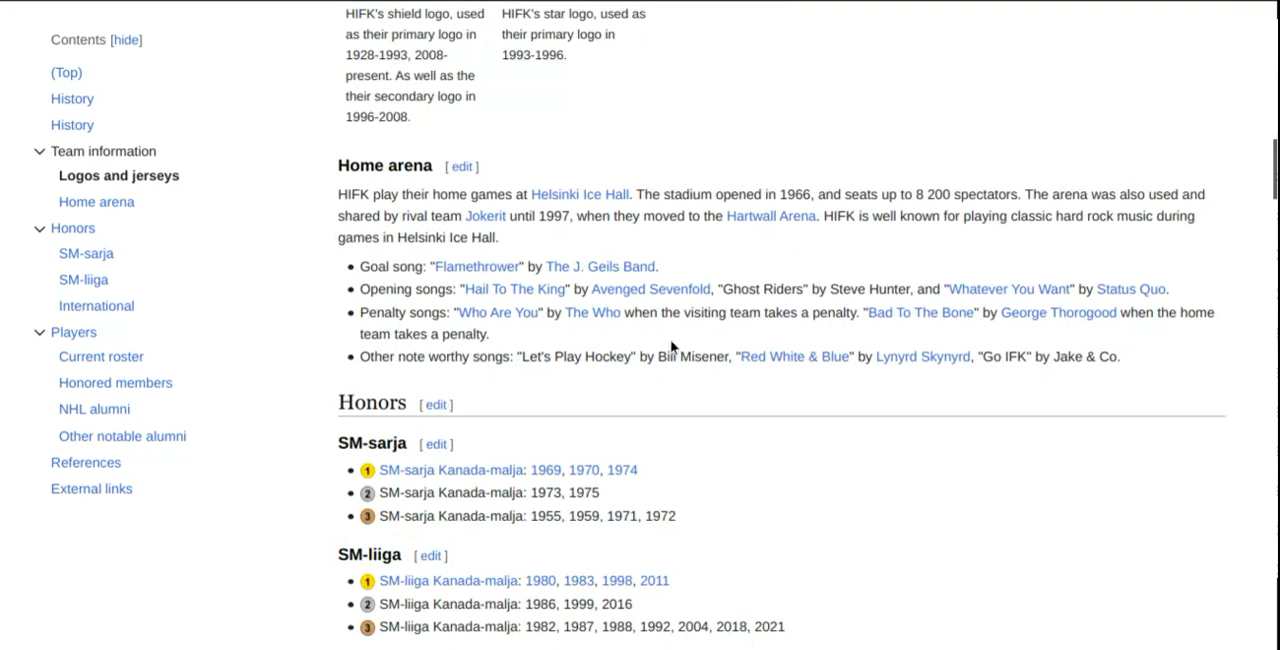 Contents [hide]
(Top)
History
History
Team information
Logos and jerseys
Home arena
Honors
SM-sarja
SM-liiga
International
Players
Current roster
Honored members
NHL alumni
Other notable alumni
References
External links
HIFK's shield logo, used
as their primary logo in
1928-1993, 2008-
present. As well as the
their secondary logo in
1996-2008.
HIFK's star logo, used as
their primary logo in
1993-1996.
Home arena [ edit ]
HIFK play their home games at Helsinki Ice Hall. The stadium opened in 1966, and seats up to 8 200 spectators. The arena was also used and
shared by rival team Jokerit until 1997, when they moved to the Hartwall Arena. HIFK is well known for playing classic hard rock music during
games in Helsinki Ice Hall.
• Goal song: "Flamethrower" by The J. Geils Band.
• Opening songs: "Hail To The King" by Avenged Sevenfold, "Ghost Riders" by Steve Hunter, and "Whatever You Want" by Status Quo.
• Penalty songs: "Who Are You" by The Who when the visiting team takes a penalty. "Bad To The Bone" by George Thorogood when the home
team takes a penalty.
• Other note worthy songs: "Let's Play Hockey" by Bill Misener, "Red White & Blue" by Lynyrd Skynyrd, "Go IFK" by Jake & Co.
Honors [ edit ]
SM-sarja [ edit ]
• 1 SM-sarja Kanada-malja: 1969, 1970, 1974
• 2 SM-sarja Kanada-malja: 1973, 1975
• 3 SM-sarja Kanada-malja: 1955, 1959, 1971, 1972
SM-liiga [ edit ]
• 1 SM-liiga Kanada-malja: 1980, 1983, 1998, 2011
• 2 SM-liiga Kanada-malja: 1986, 1999, 2016
• 3 SM-liiga Kanada-malja: 1982, 1987, 1988, 1992, 2004, 2018, 2021